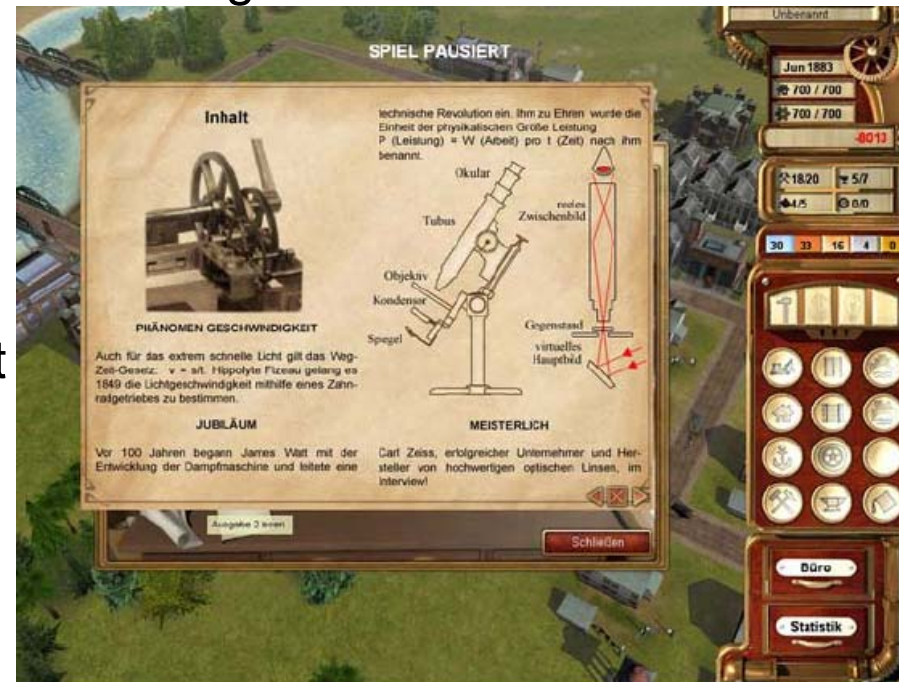 SPIEL PAUSIERT
Inhalt
PHÄNOMEN GESCHWINDIGKEIT
Auch für das extrem schnelle Licht gilt das Weg-
Zeit-Gesetz: v = s/t. Hippolyte Fizeau gelang es
1849 die Lichtgeschwindigkeit mithilfe eines Zahn-
radgetriebes zu bestimmen.
JUBILÄUM
Vor 100 Jahren begann James Watt mit der
Entwicklung der Dampfmaschine und leitete eine
technische Revolution ein. Ihm zu Ehren wurde die
Einheit der physikalischen Größe Leistung
P (Leistung) = W (Arbeit) pro t (Zeit) nach ihm
benannt.
Okular
Tubus
Objektiv
Kondensor
Spiegel
reelles
Zwischenbild
Gegenstand
virtuelles
Hauptbild
MEISTERLICH
Carl Zeiss, erfolgreicher Unternehmer und Her-
steller von hochwertigen optischen Linsen, im
Interview!
Ausgabe 2 lesen
Schließen
Unbenannt
Jun 1883
700 / 700
700 / 700
-8013
18/20 5/7
4/5 0/0
30 33 16 4 0
Büro
Statistik
t